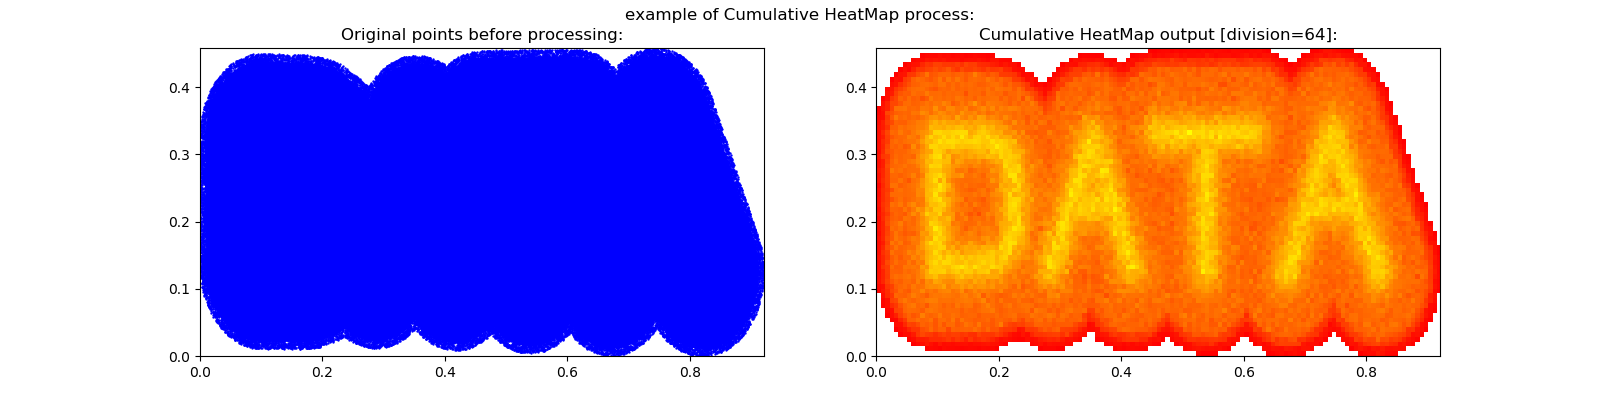 example of Cumulative HeatMap process:
Original points before processing:
0.4
0.3
0.2
0.1
0.0
0.0 0.2 0.4 0.6 0.8
Cumulative HeatMap output [division=64]:
0.4
0.3
0.2
0.1
0.0
DATA
0.0 0.2 0.4 0.6 0.8